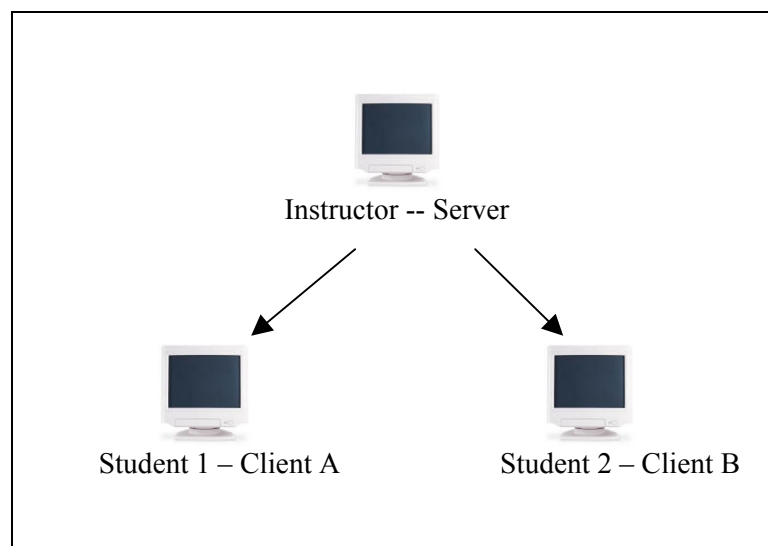 Instructor -- Server
Student 1 – Client A
Student 2 – Client B